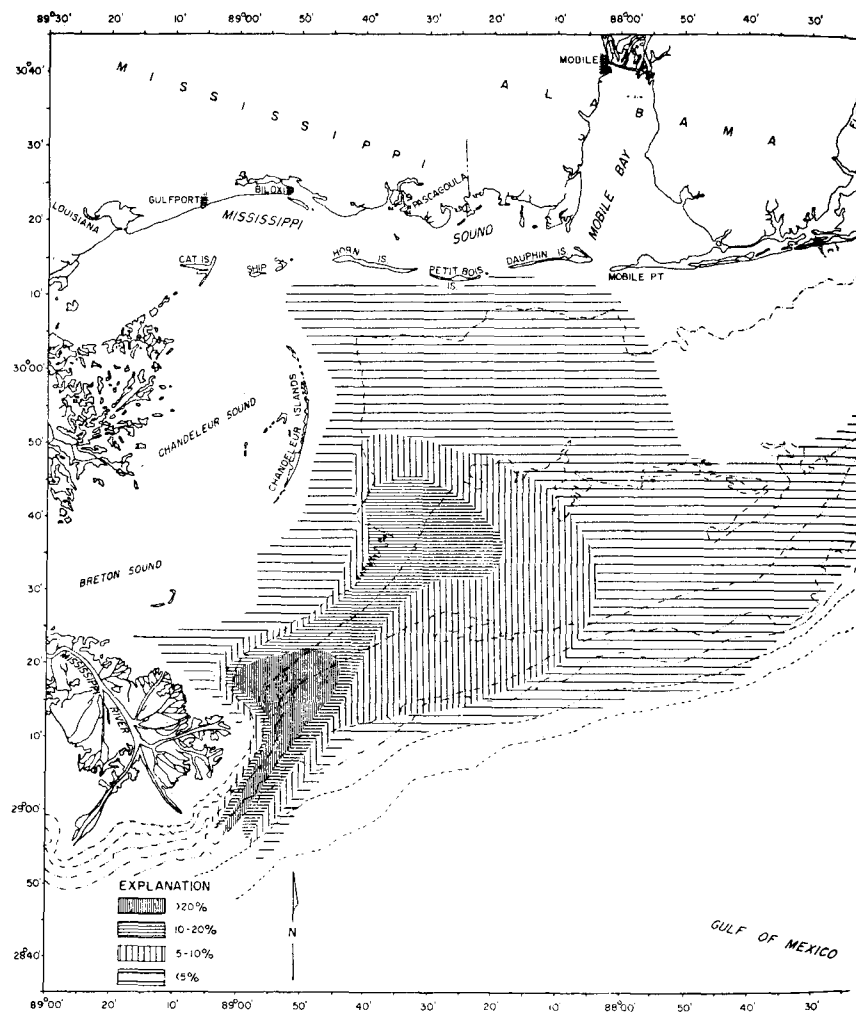 89°30' 20' 10' 89°00' 50' 40' 30' 20' 10' 88°00' 50' 40' 30'
30°40'
30'
20'
10'
30°00'
50'
40'
30'
20'
10'
29°00'
50'
28°40'
MISSISSIPPI
ALABAMA
MOBILE
MOBILE BAY
LOUISIANA
GULFPORT
BILOXI
PASCAGOULA
MISSISSIPPI SOUND
CAT IS.
SHIP
HORN IS.
PETIT BOIS IS.
DAUPHIN IS.
MOBILE PT
CHANDELEUR SOUND
CHANDELEUR ISLANDS
BRETON SOUND
MISSISSIPPI RIVER
EXPLANATION
>20%
10-20%
5-10%
<5%
N
GULF OF MEXICO
89°00' 20' 10' 89°00' 50' 40' 30' 20' 10' 88°00' 50' 40' 30'